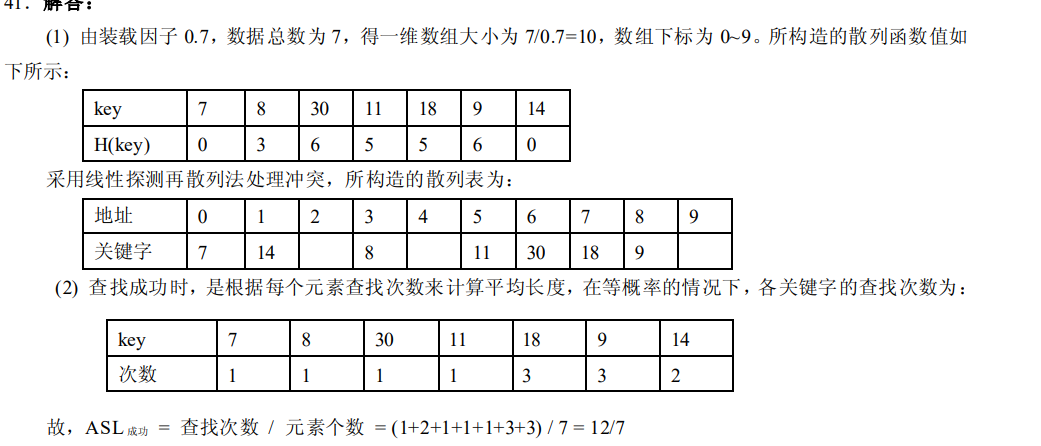 41．解答：
(1) 由装载因子 0.7，数据总数为 7，得一维数组大小为 7/0.7=10，数组下标为 0~9。所构造的散列函数值如
下所示：
key 7 8 30 11 18 9 14
H(key) 0 3 6 5 5 6 0
采用线性探测再散列法处理冲突，所构造的散列表为：
地址 0 1 2 3 4 5 6 7 8 9
关键字 7 14 8 11 30 18 9
(2) 查找成功时，是根据每个元素查找次数来计算平均长度，在等概率的情况下，各关键字的查找次数为：
key 7 8 30 11 18 9 14
次数 1 1 1 1 3 3 2
故，ASL 成功 = 查找次数 / 元素个数 = (1+2+1+1+1+3+3) / 7 = 12/7